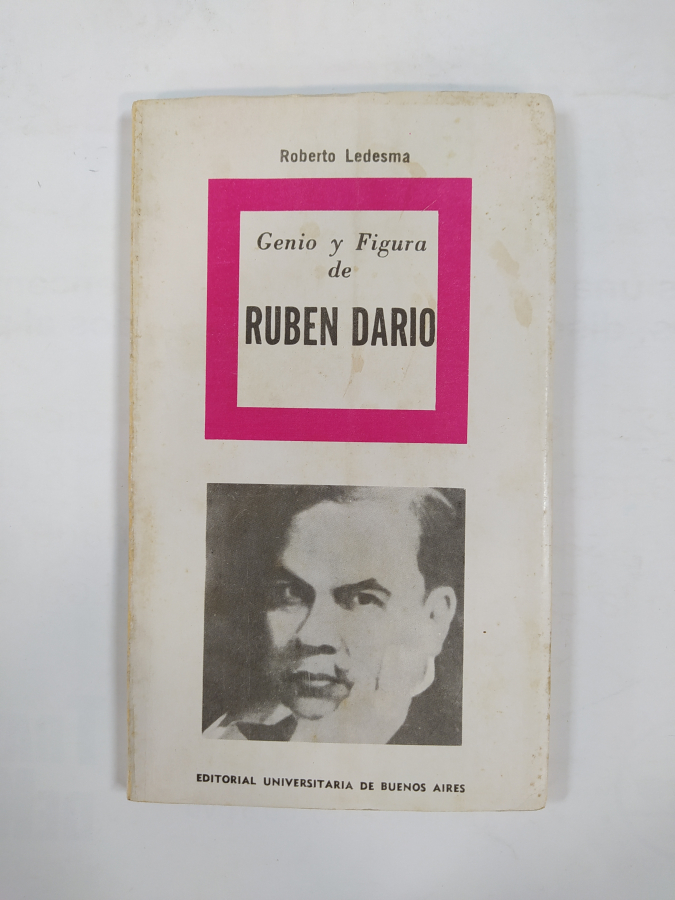 Roberto Ledesma
Genio y Figura
de
RUBEN DARIO
EDITORIAL UNIVERSITARIA DE BUENOS AIRES